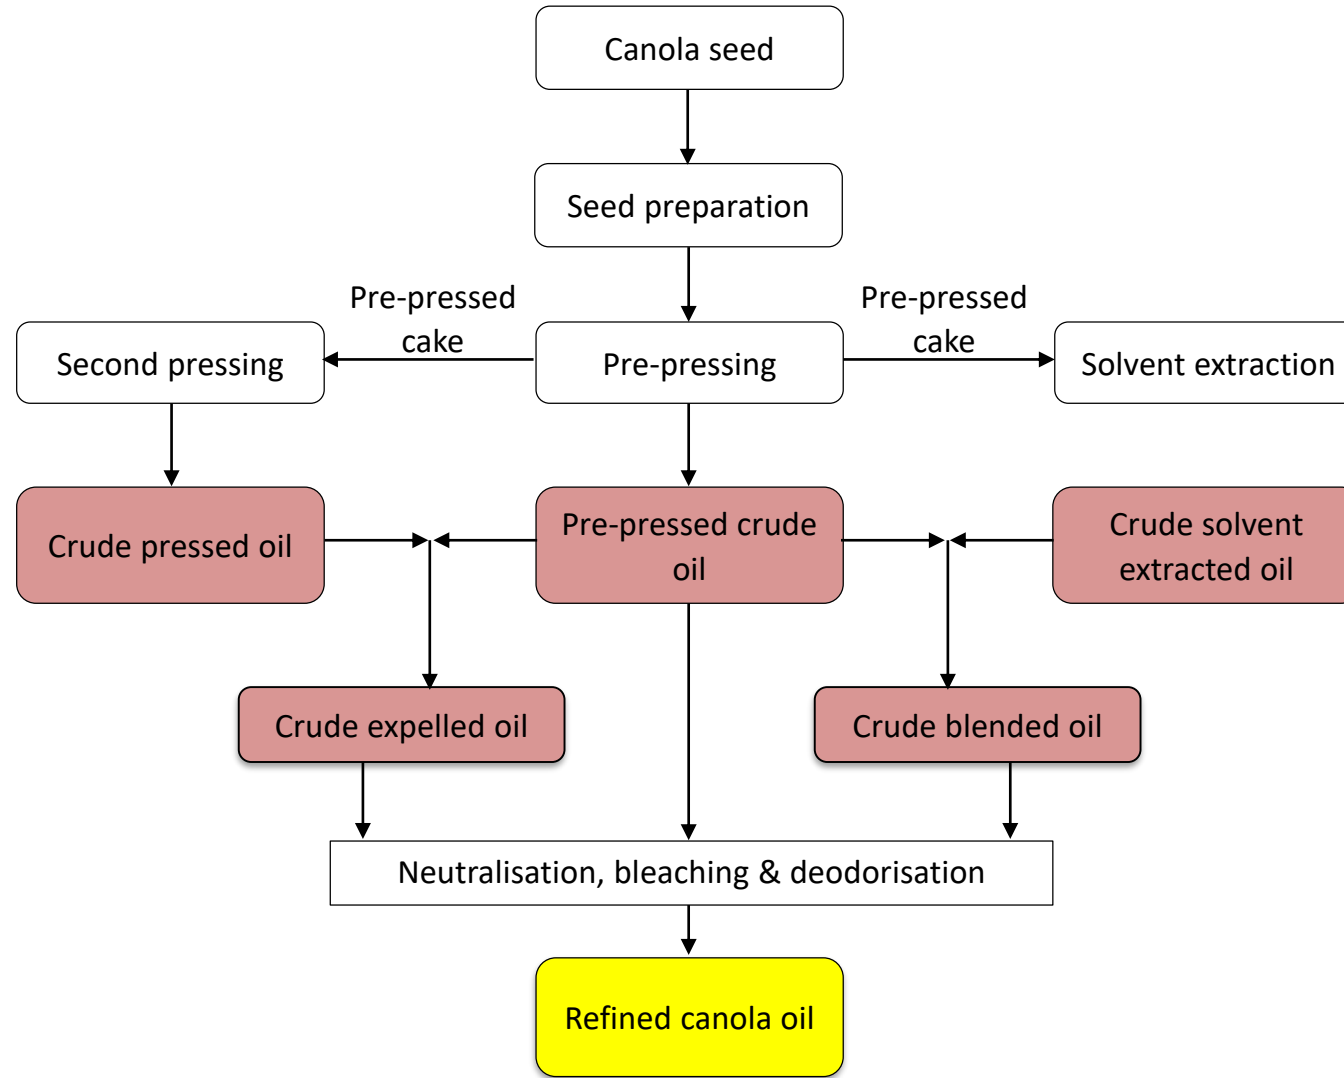 Canola seed
Seed preparation
Pre-pressed
cake
Pre-pressed
cake
Second pressing
Pre-pressing
Solvent extraction
Crude pressed oil
Pre-pressed crude
oil
Crude solvent
extracted oil
Crude expelled oil
Crude blended oil
Neutralisation, bleaching & deodorisation
Refined canola oil